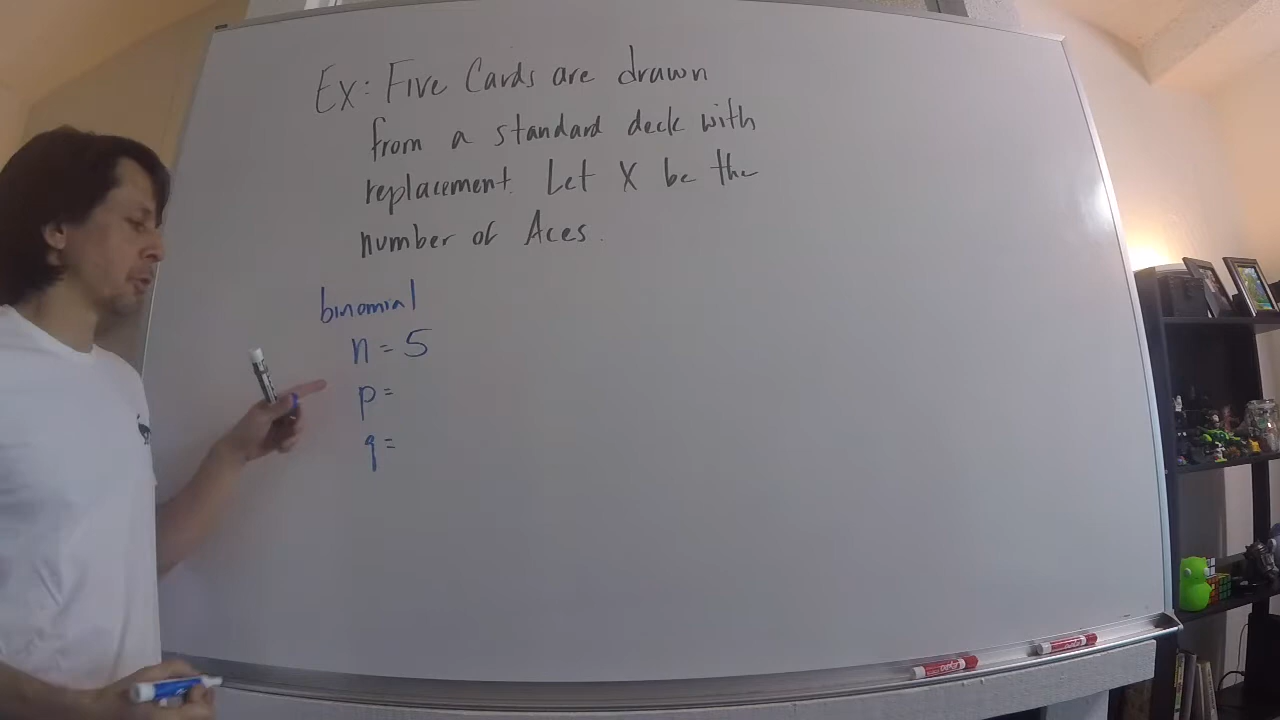 Ex: Five Cards are drawn
from a standard deck with
replacement. Let X be the
number of Aces.
binomial
n = 5
p =
q =